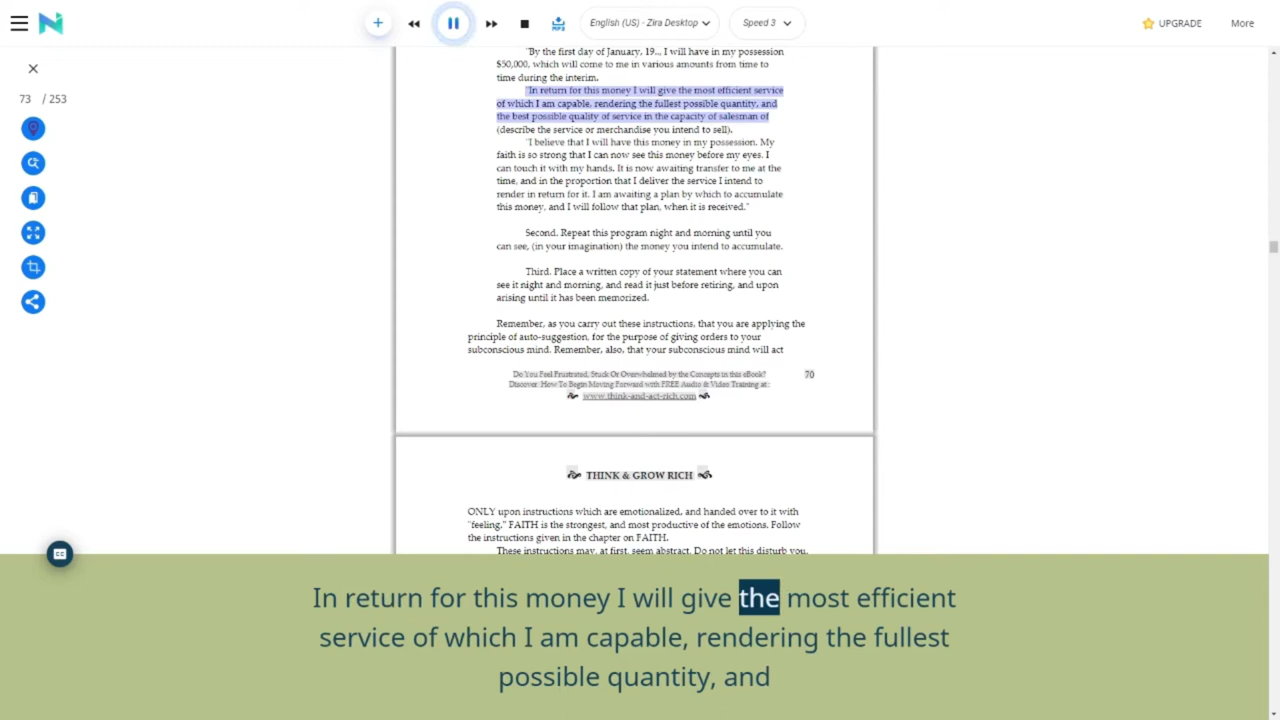 English (US) - Zira Desktop
Speed 3
UPGRADE
More
MP3
73 / 253
"By the first day of January, 19.., I will have in my possession
$50,000, which will come to me in various amounts from time to
time during the interim.
"In return for this money I will give the most efficient service
of which I am capable, rendering the fullest possible quantity, and
the best possible quality of service in the capacity of salesman of
(describe the service or merchandise you intend to sell).
"I believe that I will have this money in my possession. My
faith is so strong that I can now see this money before my eyes. I
can touch it with my hands. It is now awaiting transfer to me at the
time, and in the proportion that I deliver the service I intend to
render in return for it. I am awaiting a plan by which to accumulate
this money, and I will follow that plan, when it is received."
Second. Repeat this program night and morning until you
can see, (in your imagination) the money you intend to accumulate.
Third. Place a written copy of your statement where you can
see it night and morning, and read it just before retiring, and upon
arising until it has been memorized.
Remember, as you carry out these instructions, that you are applying the
principle of auto-suggestion, for the purpose of giving orders to your
subconscious mind. Remember, also, that your subconscious mind will act
Do You Feel Frustrated, Stuck Or Overwhelmed by the Concepts in this eBook?
70
Discover: How To Begin Moving Forward with FREE Audio & Video Training at :
www.think-and-act-rich.com
THINK & GROW RICH
ONLY upon instructions which are emotionalized, and handed over to it with
"feeling." FAITH is the strongest, and most productive of the emotions. Follow
the instructions given in the chapter on FAITH.
These instructions may, at first, seem abstract. Do not let this disturb you.
CC
In return for this money I will give the most efficient
service of which I am capable, rendering the fullest
possible quantity, and